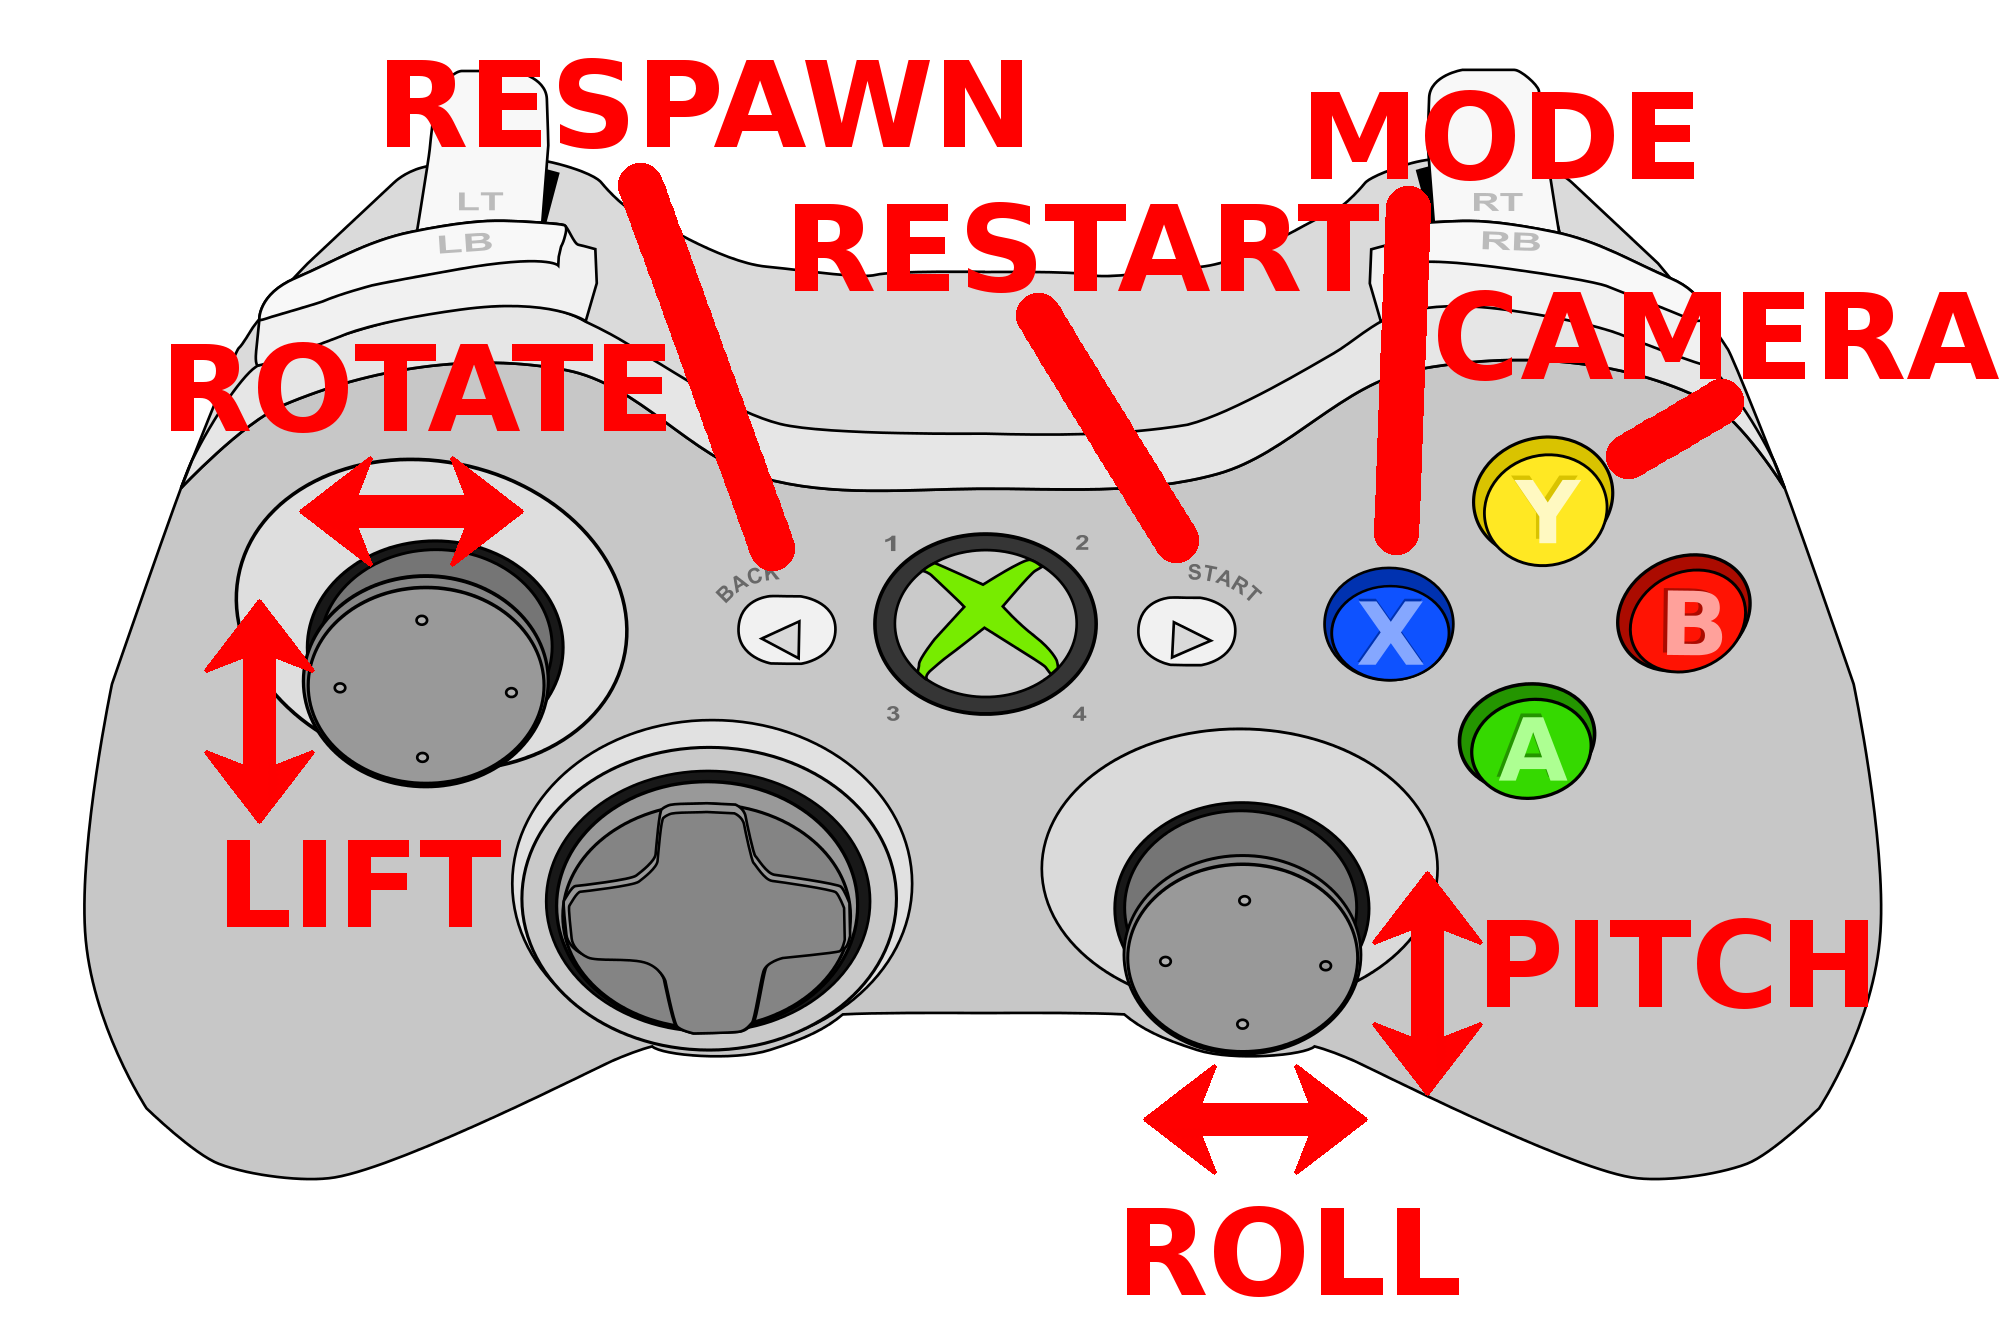 RESPAWN
MODE
LT
RT
RESTART
LB
RB
CAMERA
ROTATE
Y
1
2
BACK
START
X
B
3
4
A
LIFT
PITCH
ROLL